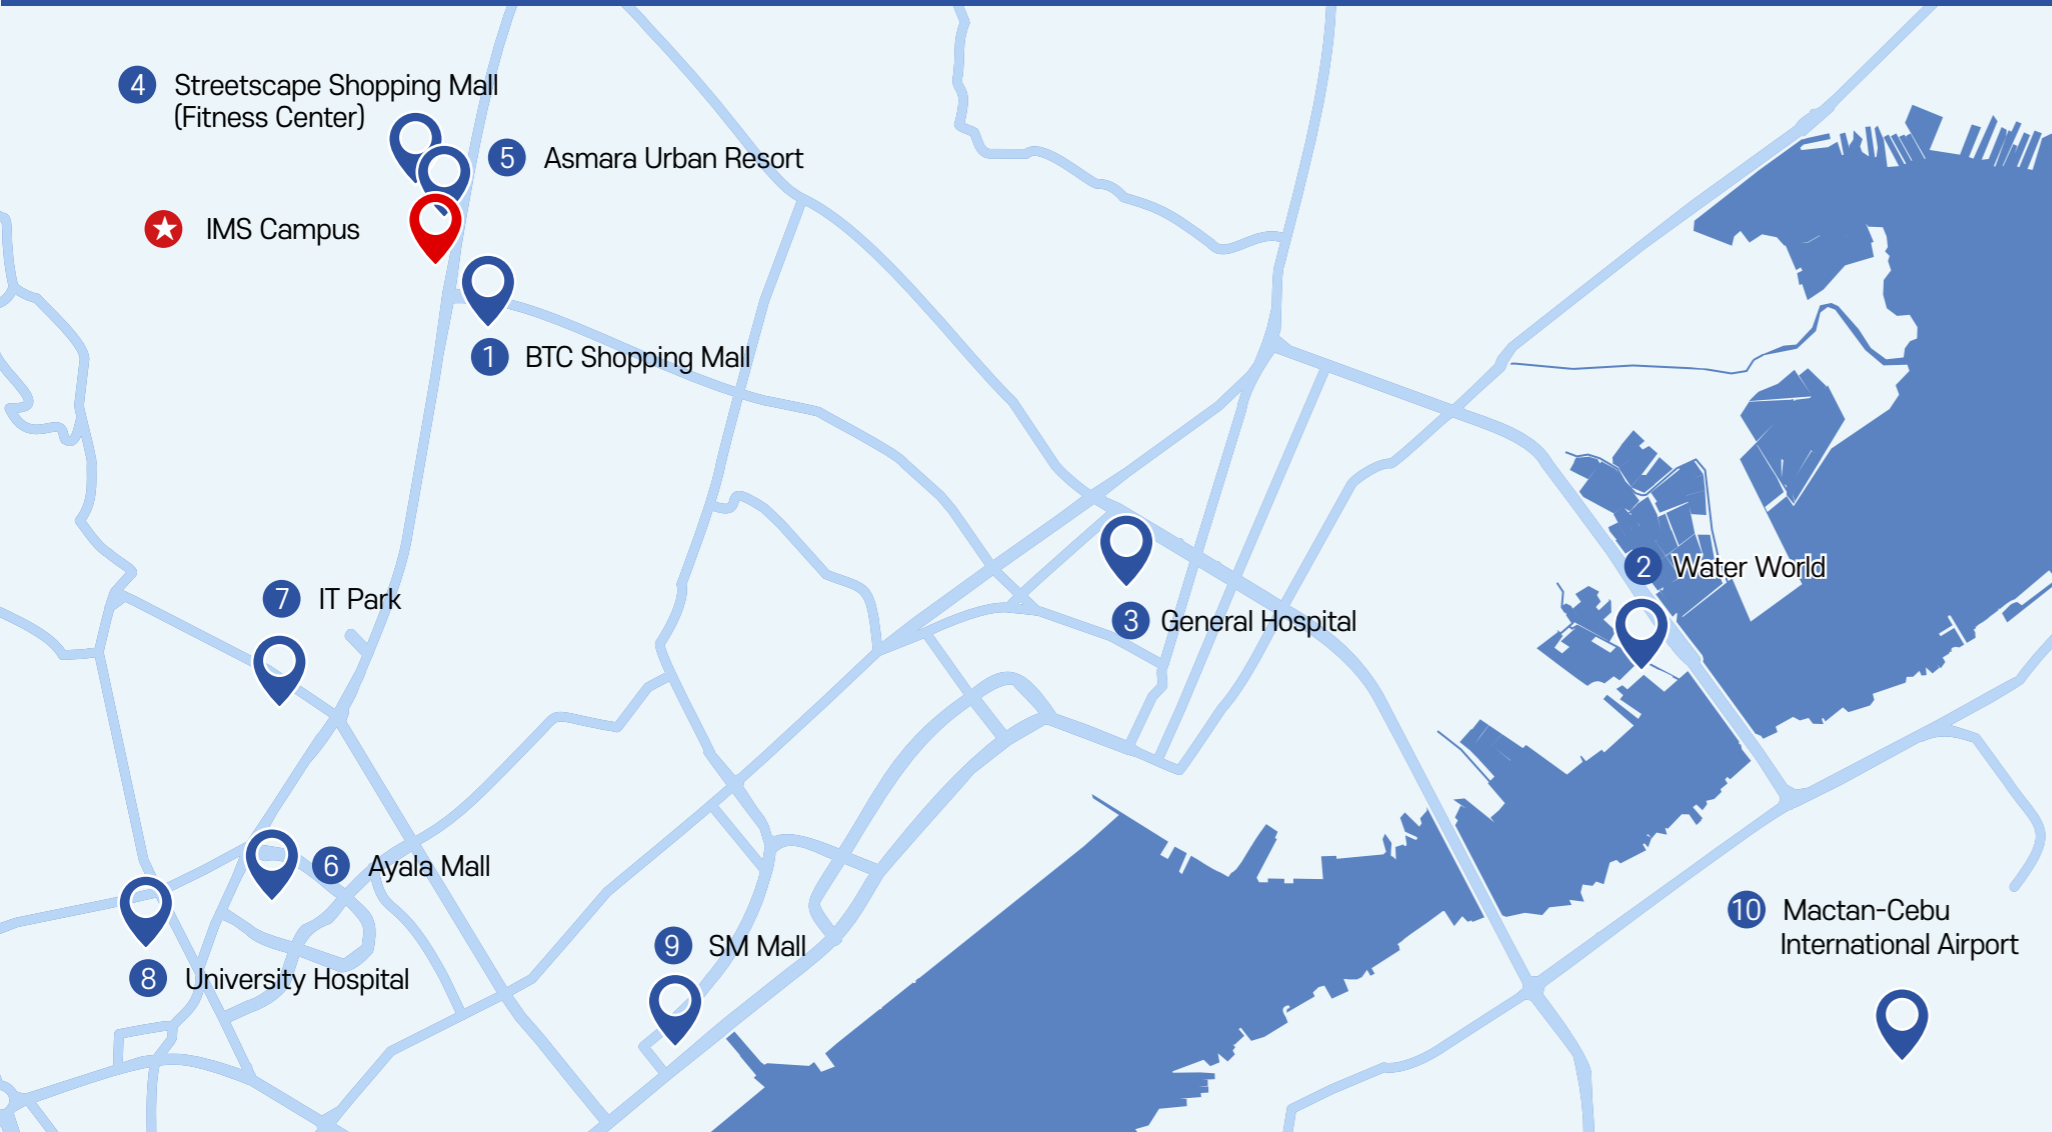 4 Streetscape Shopping Mall
(Fitness Center)
5 Asmara Urban Resort
IMS Campus
1 BTC Shopping Mall
2 Water World
7 IT Park
3 General Hospital
6 Ayala Mall
10 Mactan-Cebu
International Airport
9 SM Mall
8 University Hospital